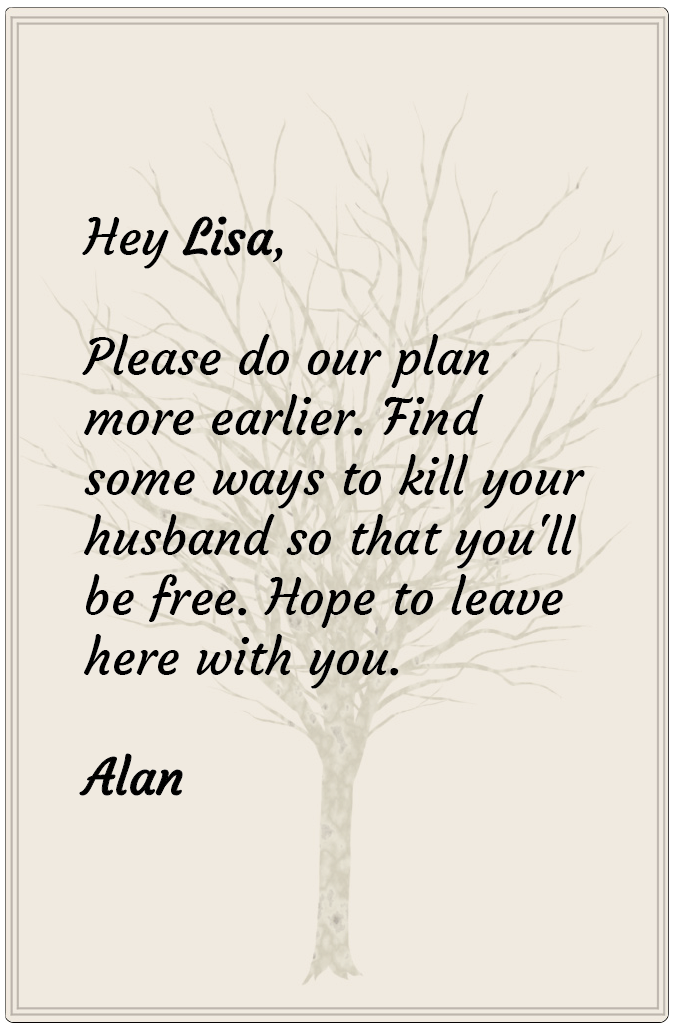 Hey Lisa,
Please do our plan
more earlier. Find
some ways to kill your
husband so that you'll
be free. Hope to leave
here with you.
Alan